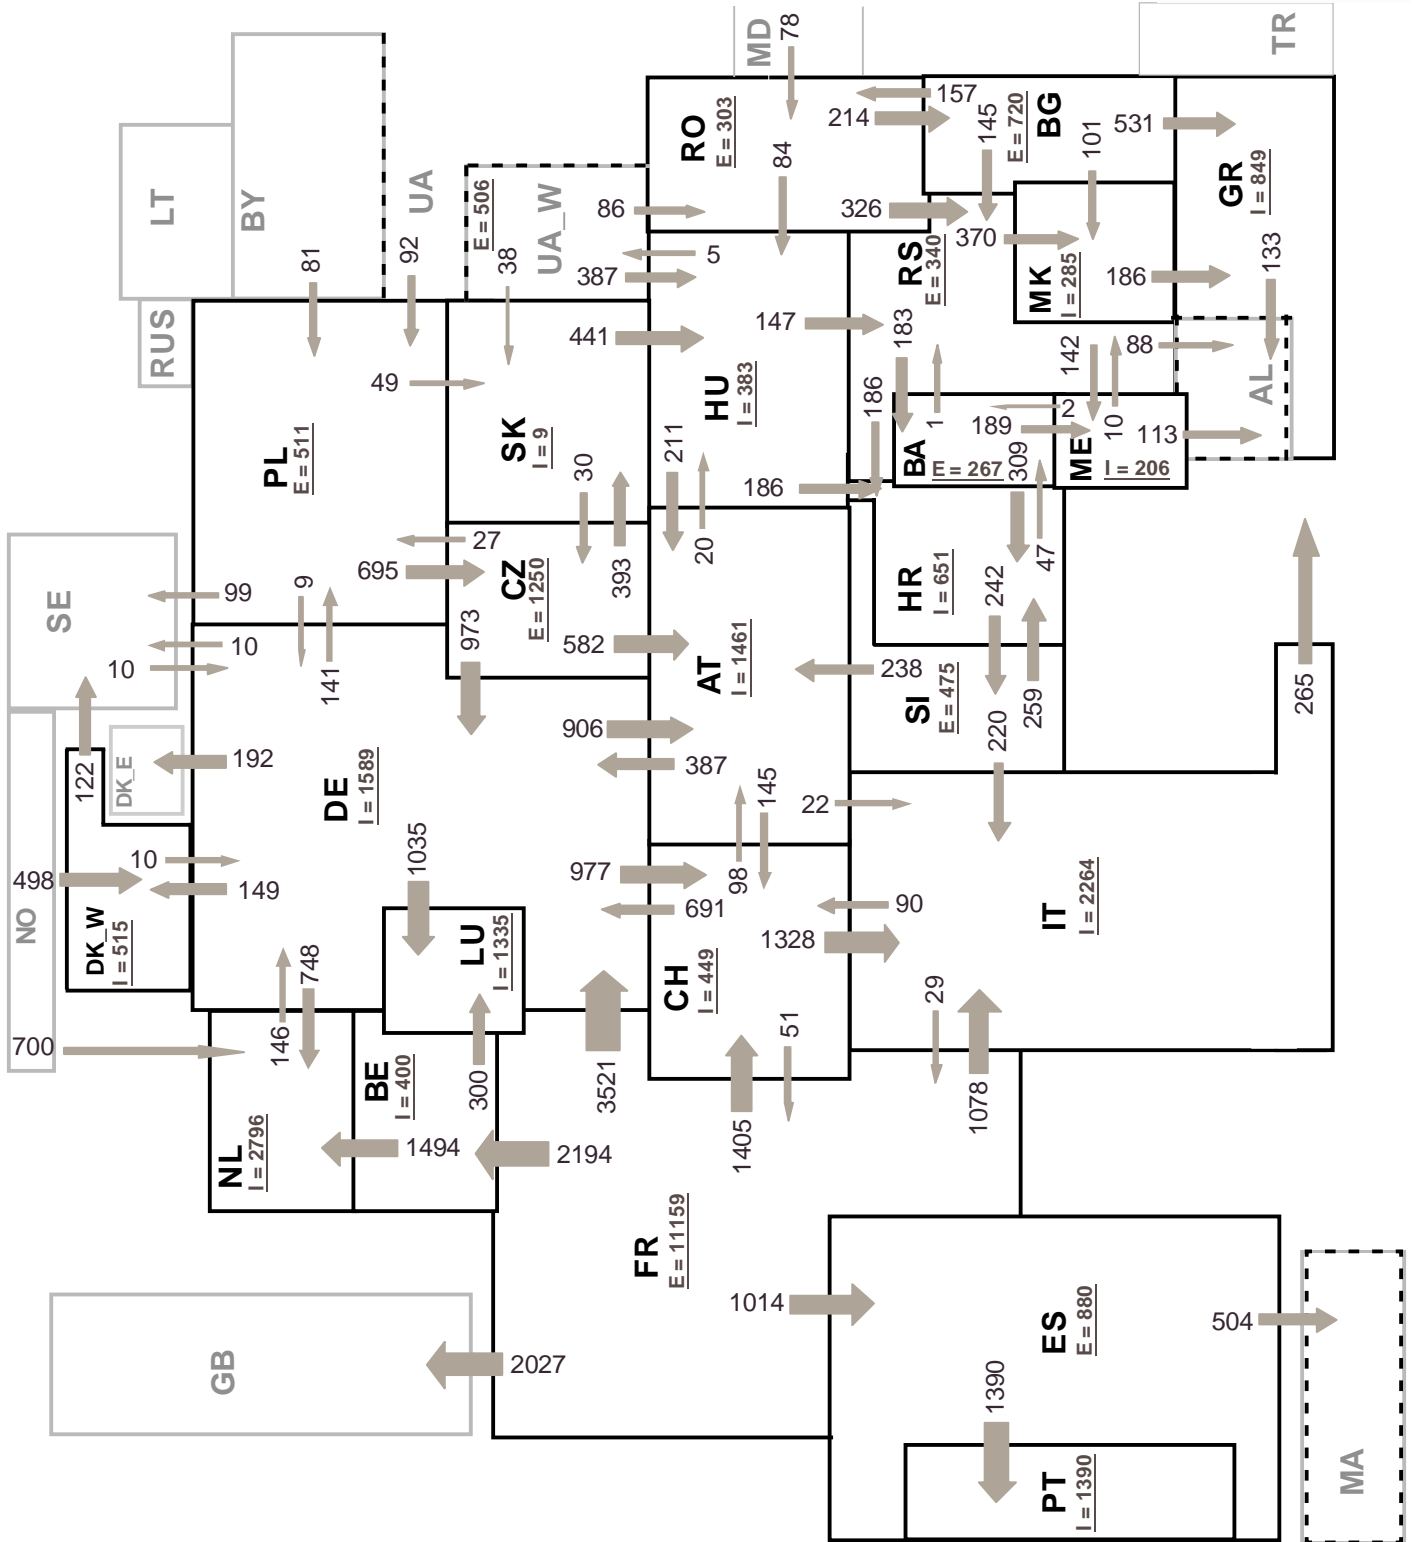 MD
78
TR
RO
E = 303
157
214
145
E = 720
BG
101
531
GR
I = 849
LT
BY
UA
E = 506
UA_W
86
84
326
370
RS
E = 340
MK
I = 285
186
133
81
92
38
5
387
RUS
147
183
142
88
AL
441
49
HU
I = 383
186
1
2
10
113
PL
E = 511
SK
I = 9
30
211
186
BA
E = 267
189
309
ME
I = 206
20
47
27
695
CZ
E = 1250
393
HR
I = 651
242
SE
99
9
10
10
141
973
582
AT
I = 1461
238
SI
E = 475
259
220
265
122
DK_E
192
DE
I = 1589
906
387
145
22
498
10
149
1035
977
98
691
90
1328
IT
I = 2264
NO
DK_W
I = 515
748
LU
I = 1335
CH
I = 449
29
700
146
BE
I = 400
300
3521
51
1405
1078
NL
I = 2796
1494
2194
FR
E = 11159
1014
ES
E = 880
504
GB
2027
1390
PT
I = 1390
MA